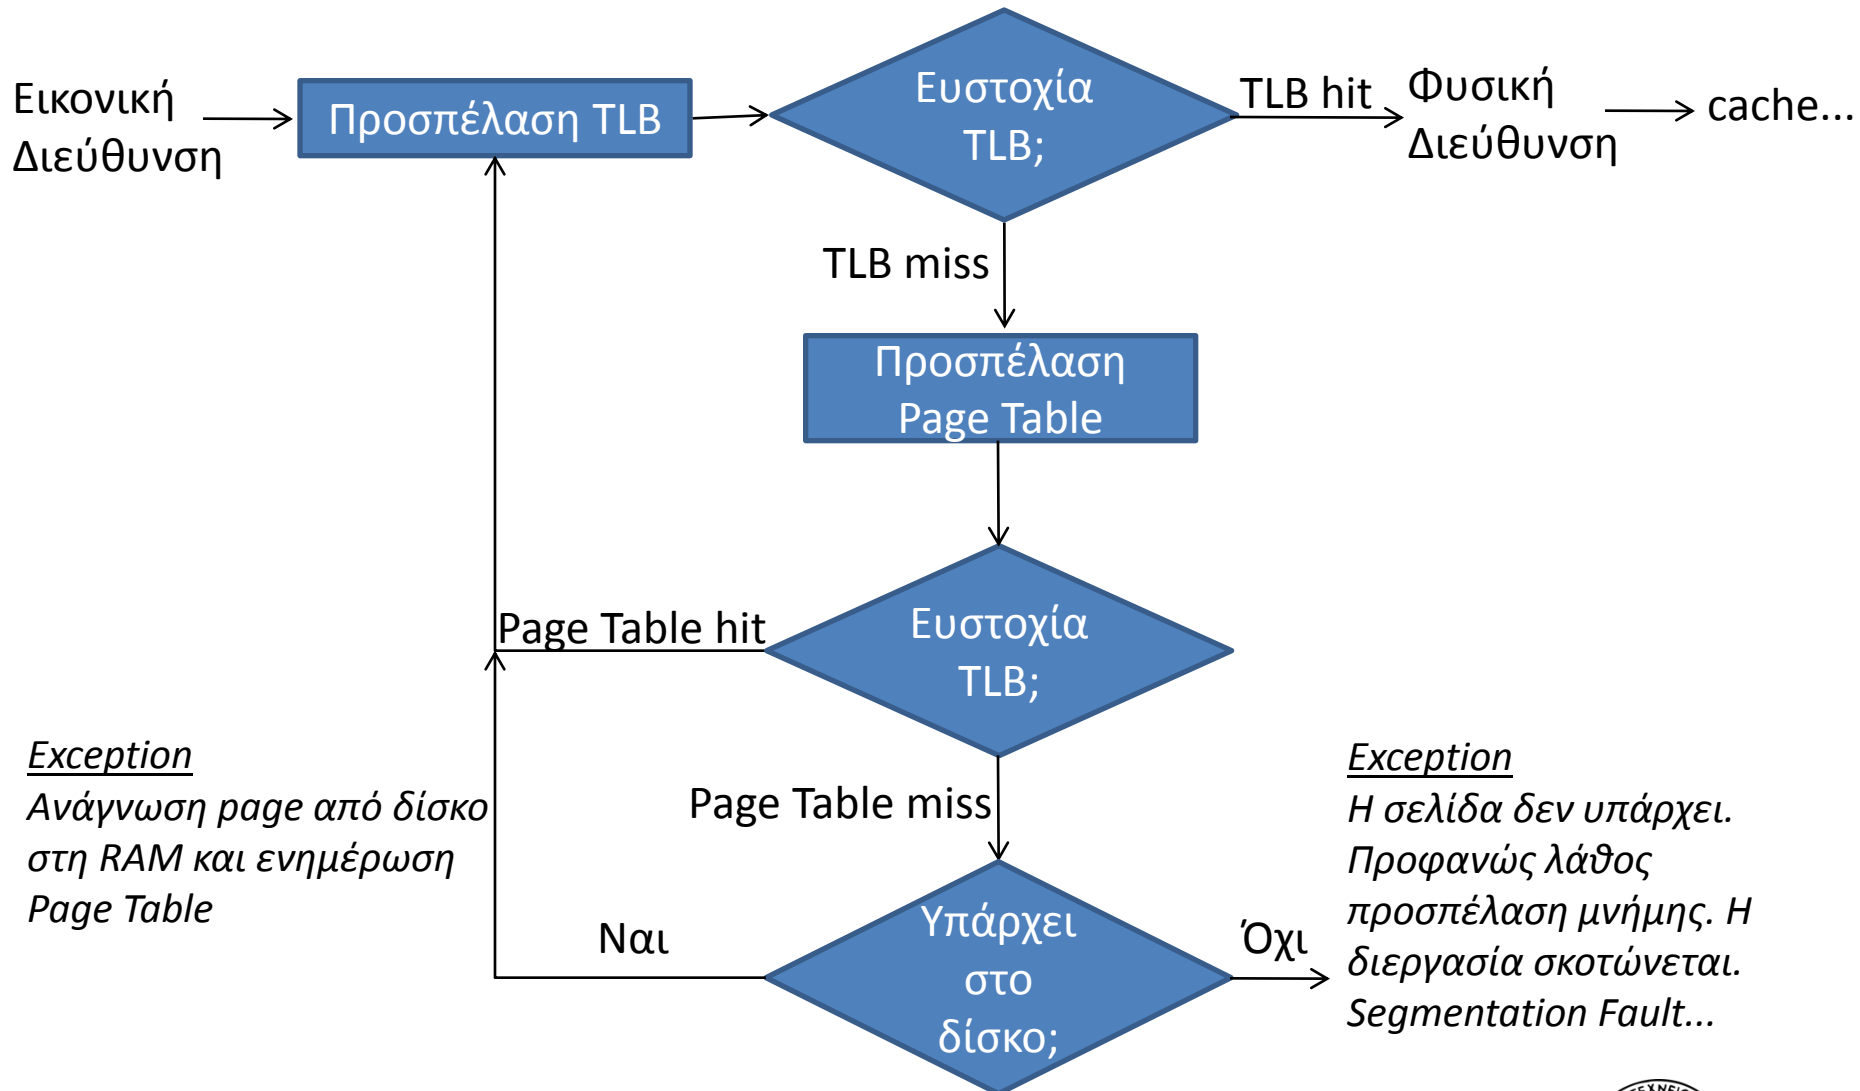 Εικονική
Διεύθυνση
Προσπέλαση TLB
Ευστοχία
TLB;
TLB hit
Φυσική
Διεύθυνση
cache...
TLB miss
Προσπέλαση
Page Table
Page Table hit
Ευστοχία
TLB;
Exception
Ανάγνωση page από δίσκο
στη RAM και ενημέρωση
Page Table
Page Table miss
Ναι
Υπάρχει
στο
δίσκο;
Όχι
Exception
Η σελίδα δεν υπάρχει.
Προφανώς λάθος
προσπέλαση μνήμης. Η
διεργασία σκοτώνεται.
Segmentation Fault...